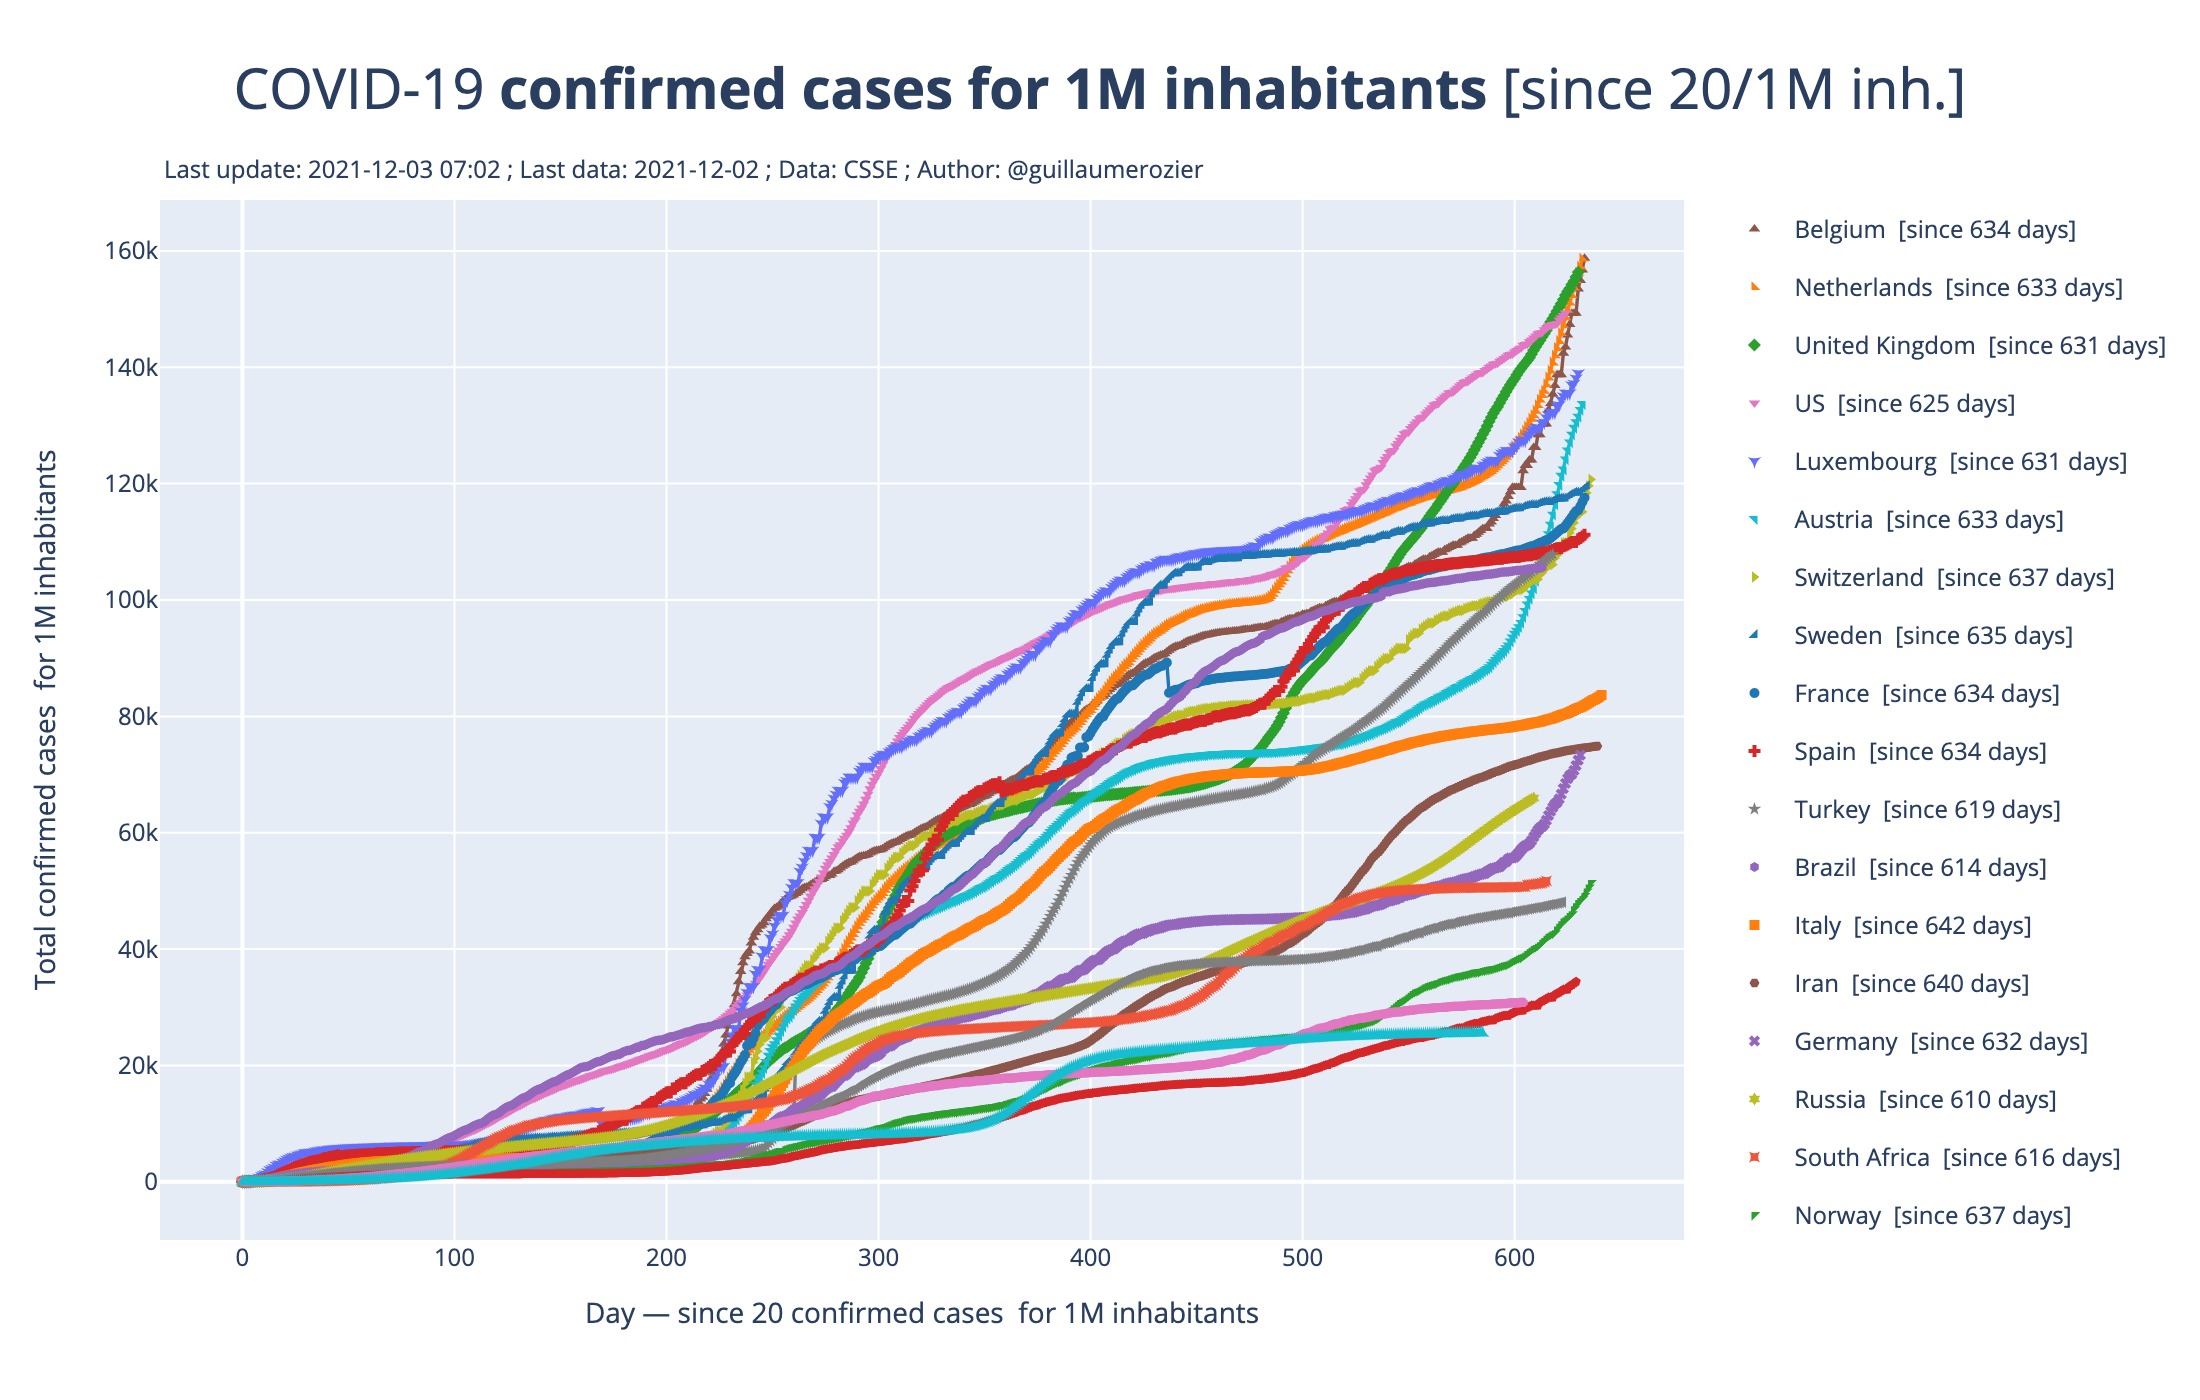 COVID-19 confirmed cases for 1M inhabitants [since 20/1M inh.]
Last update: 2021-12-03 07:02 ; Last data: 2021-12-02 ; Data: CSSE ; Author: @guillaumerozier
Total confirmed cases for 1M inhabitants
160k
140k
120k
100k
80k
60k
40k
20k
0
0 100 200 300 400 500 600
Day — since 20 confirmed cases for 1M inhabitants
Belgium [since 634 days]
Netherlands [since 633 days]
United Kingdom [since 631 days]
US [since 625 days]
Luxembourg [since 631 days]
Austria [since 633 days]
Switzerland [since 637 days]
Sweden [since 635 days]
France [since 634 days]
Spain [since 634 days]
Turkey [since 619 days]
Brazil [since 614 days]
Italy [since 642 days]
Iran [since 640 days]
Germany [since 632 days]
Russia [since 610 days]
South Africa [since 616 days]
Norway [since 637 days]